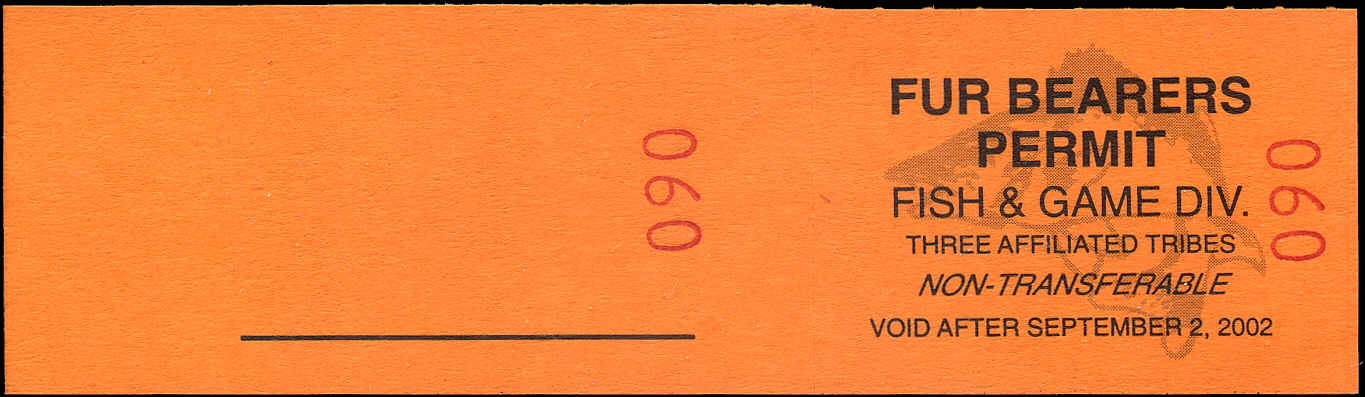 090
FUR BEARERS
PERMIT
FISH & GAME DIV.
THREE AFFILIATED TRIBES
NON-TRANSFERABLE
VOID AFTER SEPTEMBER 2, 2002
090